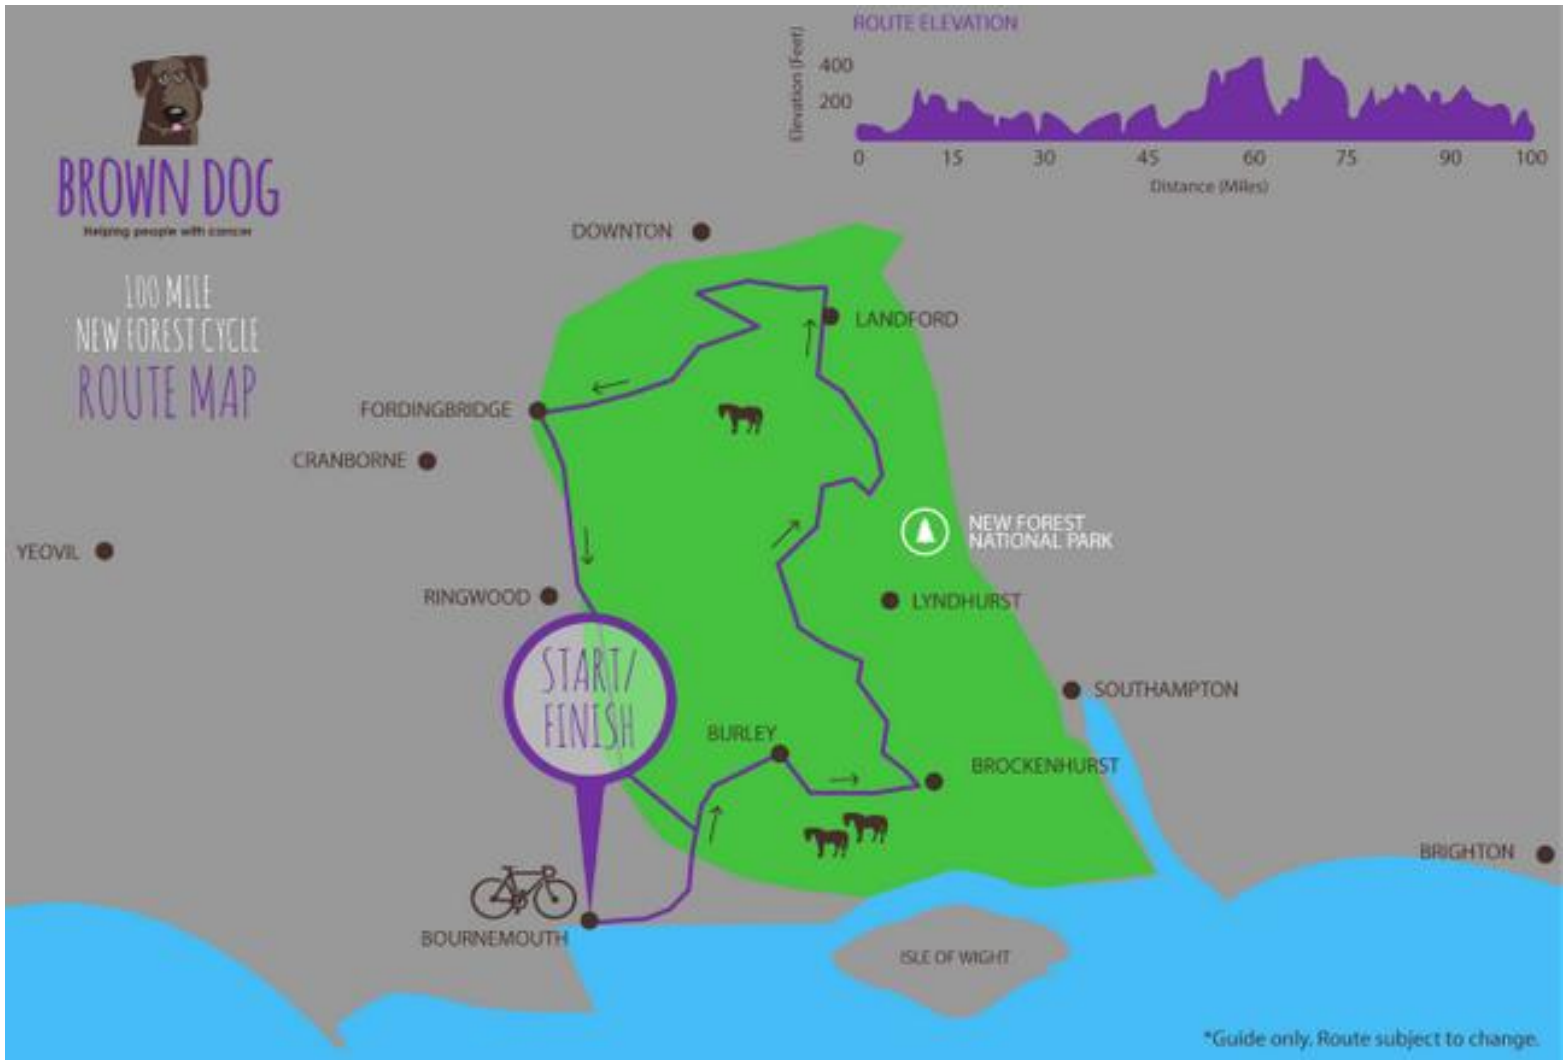 BROWN DOG
Helping people with cancer
100 MILE
NEW FOREST CYCLE
ROUTE MAP
ROUTE ELEVATION
Elevation (Feet)
400
200
0 15 30 45 60 75 90 100
Distance (Miles)
DOWNTON
LANDFORD
FORDINGBRIDGE
CRANBORNE
NEW FOREST
NATIONAL PARK
YEOVIL
RINGWOOD
LYNDHURST
START/
FINISH
SOUTHAMPTON
BURLEY
BROCKENHURST
BRIGHTON
BOURNEMOUTH
ISLE OF WIGHT
*Guide only. Route subject to change.